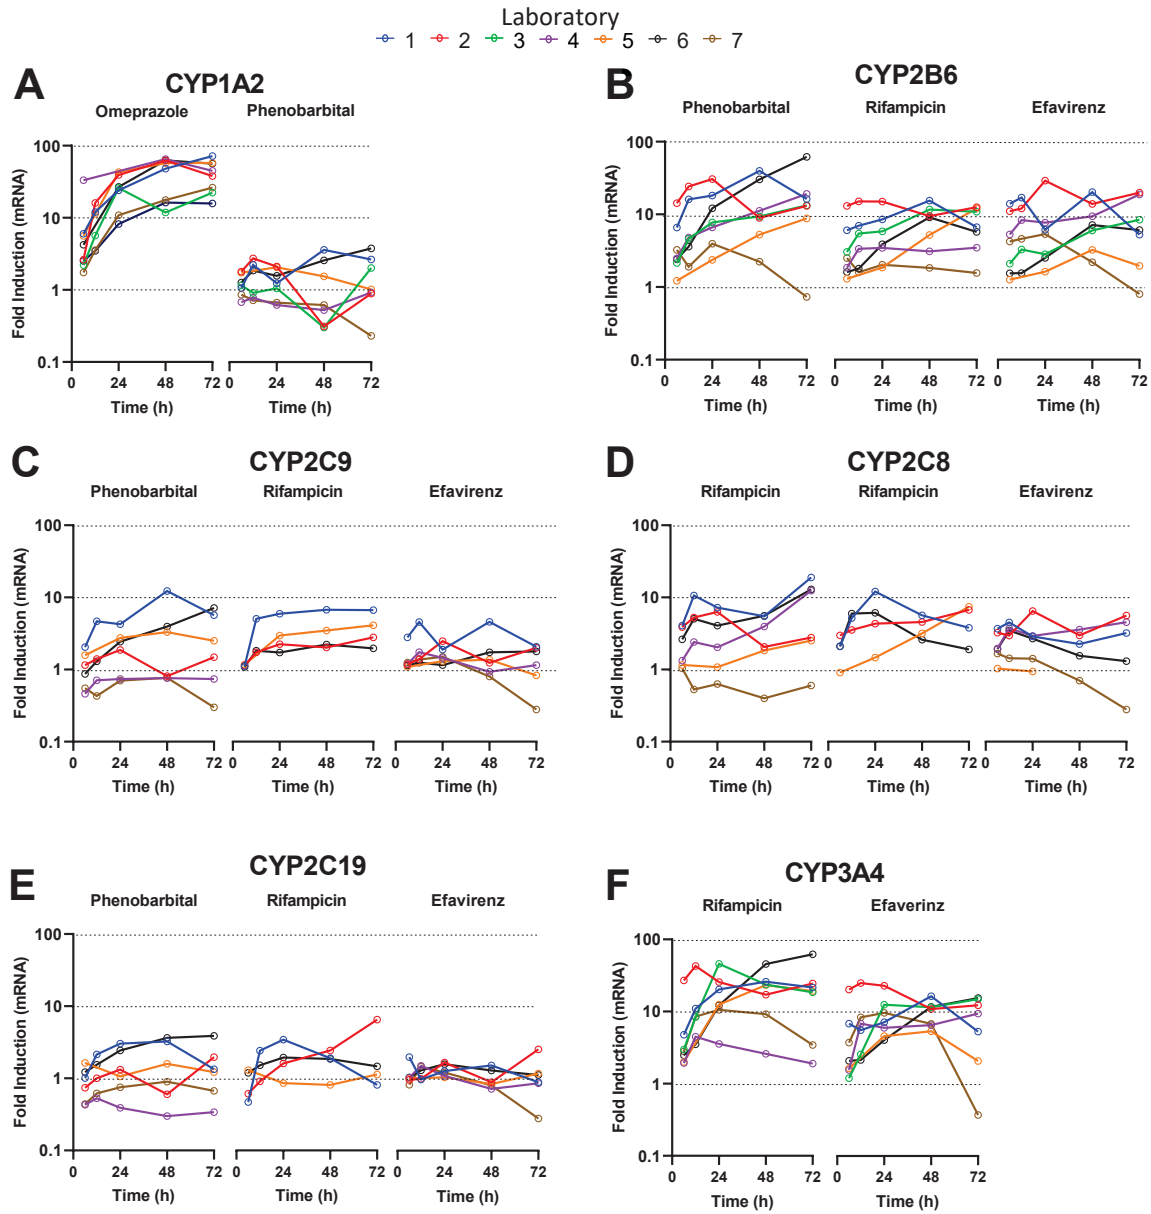 Laboratory
1 2 3 4 5 6 7
A
CYP1A2
Omeprazole Phenobarbital
Fold Induction (mRNA)
100
10
1
0.1
0 24 48 72 0 24 48 72
Time (h) Time (h)
B
CYP2B6
Phenobarbital Rifampicin Efavirenz
Fold Induction (mRNA)
100
10
1
0.1
0 24 48 72 0 24 48 72 0 24 48 72
Time (h) Time (h) Time (h)
C
CYP2C9
Phenobarbital Rifampicin Efavirenz
Fold Induction (mRNA)
100
10
1
0.1
0 24 48 72 0 24 48 72 0 24 48 72
Time (h) Time (h) Time (h)
D
CYP2C8
Rifampicin Rifampicin Efavirenz
Fold Induction (mRNA)
100
10
1
0.1
0 24 48 72 0 24 48 72 0 24 48 72
Time (h) Time (h) Time (h)
E
CYP2C19
Phenobarbital Rifampicin Efavirenz
Fold Induction (mRNA)
100
10
1
0.1
0 24 48 72 0 24 48 72 0 24 48 72
Time (h) Time (h) Time (h)
F
CYP3A4
Rifampicin Efaverinz
Fold Induction (mRNA)
100
10
1
0.1
0 24 48 72 0 24 48 72
Time (h) Time (h)